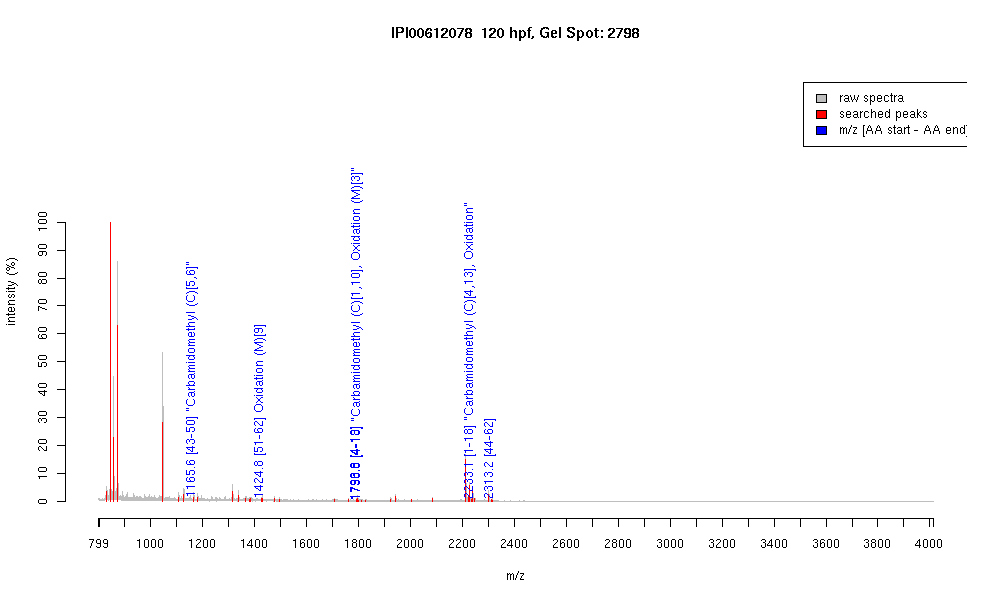 IPI00612078 120 hpf, Gel Spot: 2798
raw spectra
searched peaks
m/z [AA start - AA end]
intensity (%)
0
10
20
30
40
50
60
70
80
90
100
1165.6 [43-50] "Carbamidomethyl (C)[5,6]"
1424.8 [51-62] Oxidation (M)[9]
[4-18] "Carbamidomethyl (C)[1,10], Oxidation (M)[3]"
2233.1 [1-18] "Carbamidomethyl (C)[4,13], Oxidation"
2313.2 [44-62]
799 1000 1200 1400 1600 1800 2000 2200 2400 2600 2800 3000 3200 3400 3600 3800 4000
m/z